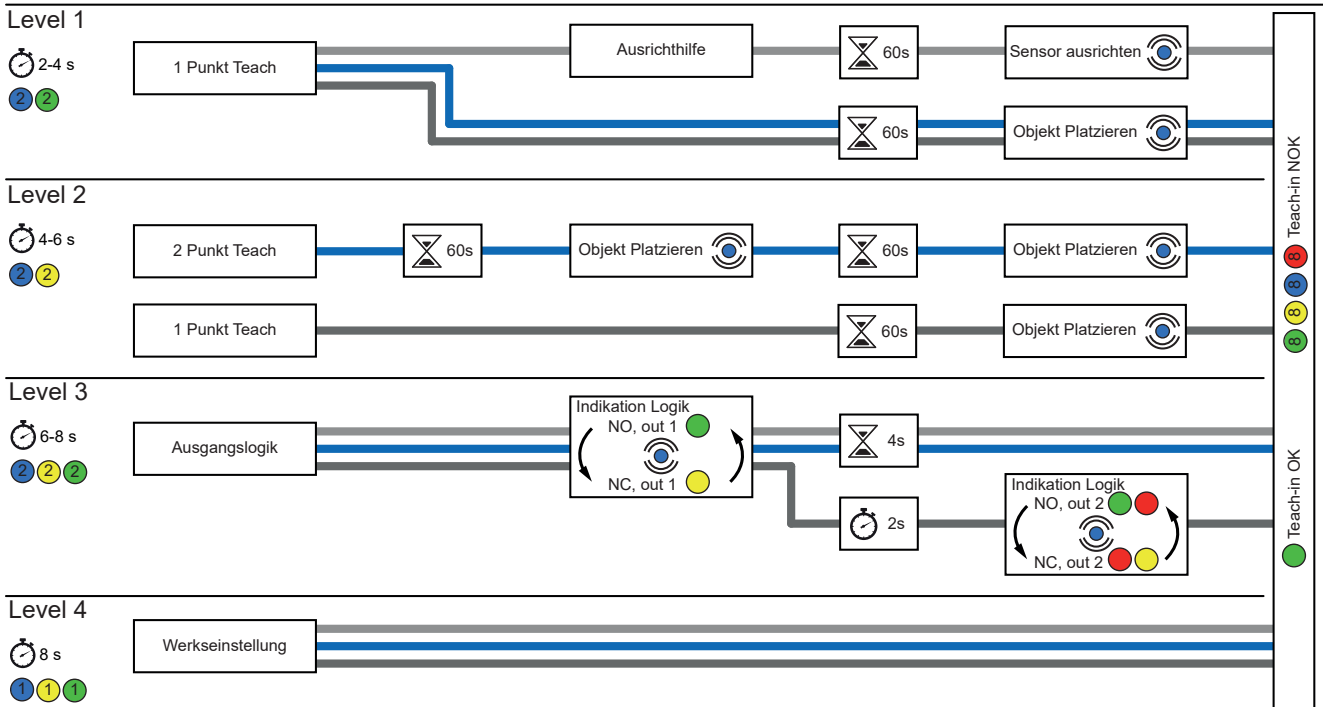 Level 1
2-4 s
2 2
1 Punkt Teach
Ausrichthilfe
60s
Sensor ausrichten
60s
Objekt Platzieren
Level 2
4-6 s
2 2
2 Punkt Teach
60s
Objekt Platzieren
60s
Objekt Platzieren
1 Punkt Teach
60s
Objekt Platzieren
Level 3
6-8 s
2 2 2
Ausgangslogik
Indikation Logik
NO, out 1
NC, out 1
4s
2s
Indikation Logik
NO, out 2
NC, out 2
Level 4
8 s
1 1 1
Werkseinstellung
8 8 8 8 Teach-in NOK
Teach-in OK